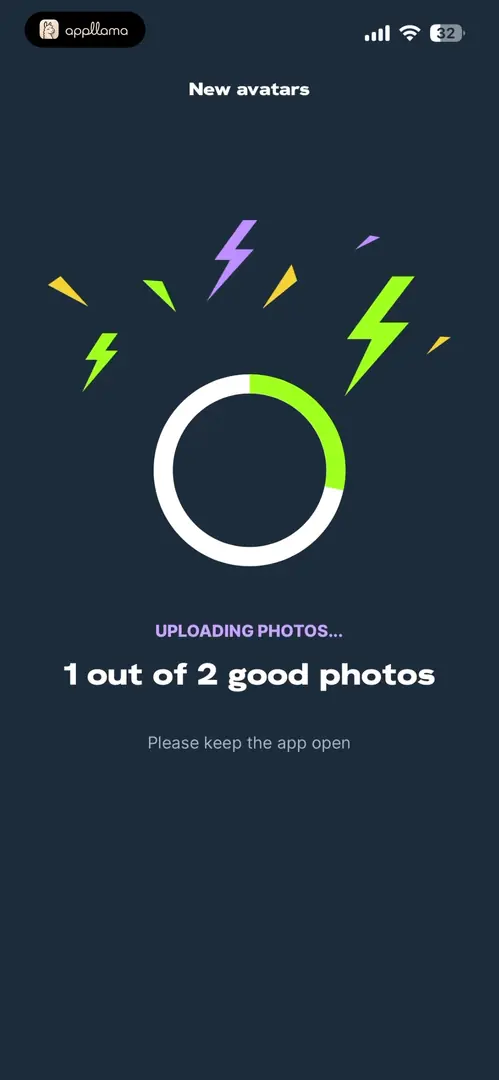 appllama
32
New avatars
UPLOADING PHOTOS...
1 out of 2 good photos
Please keep the app open